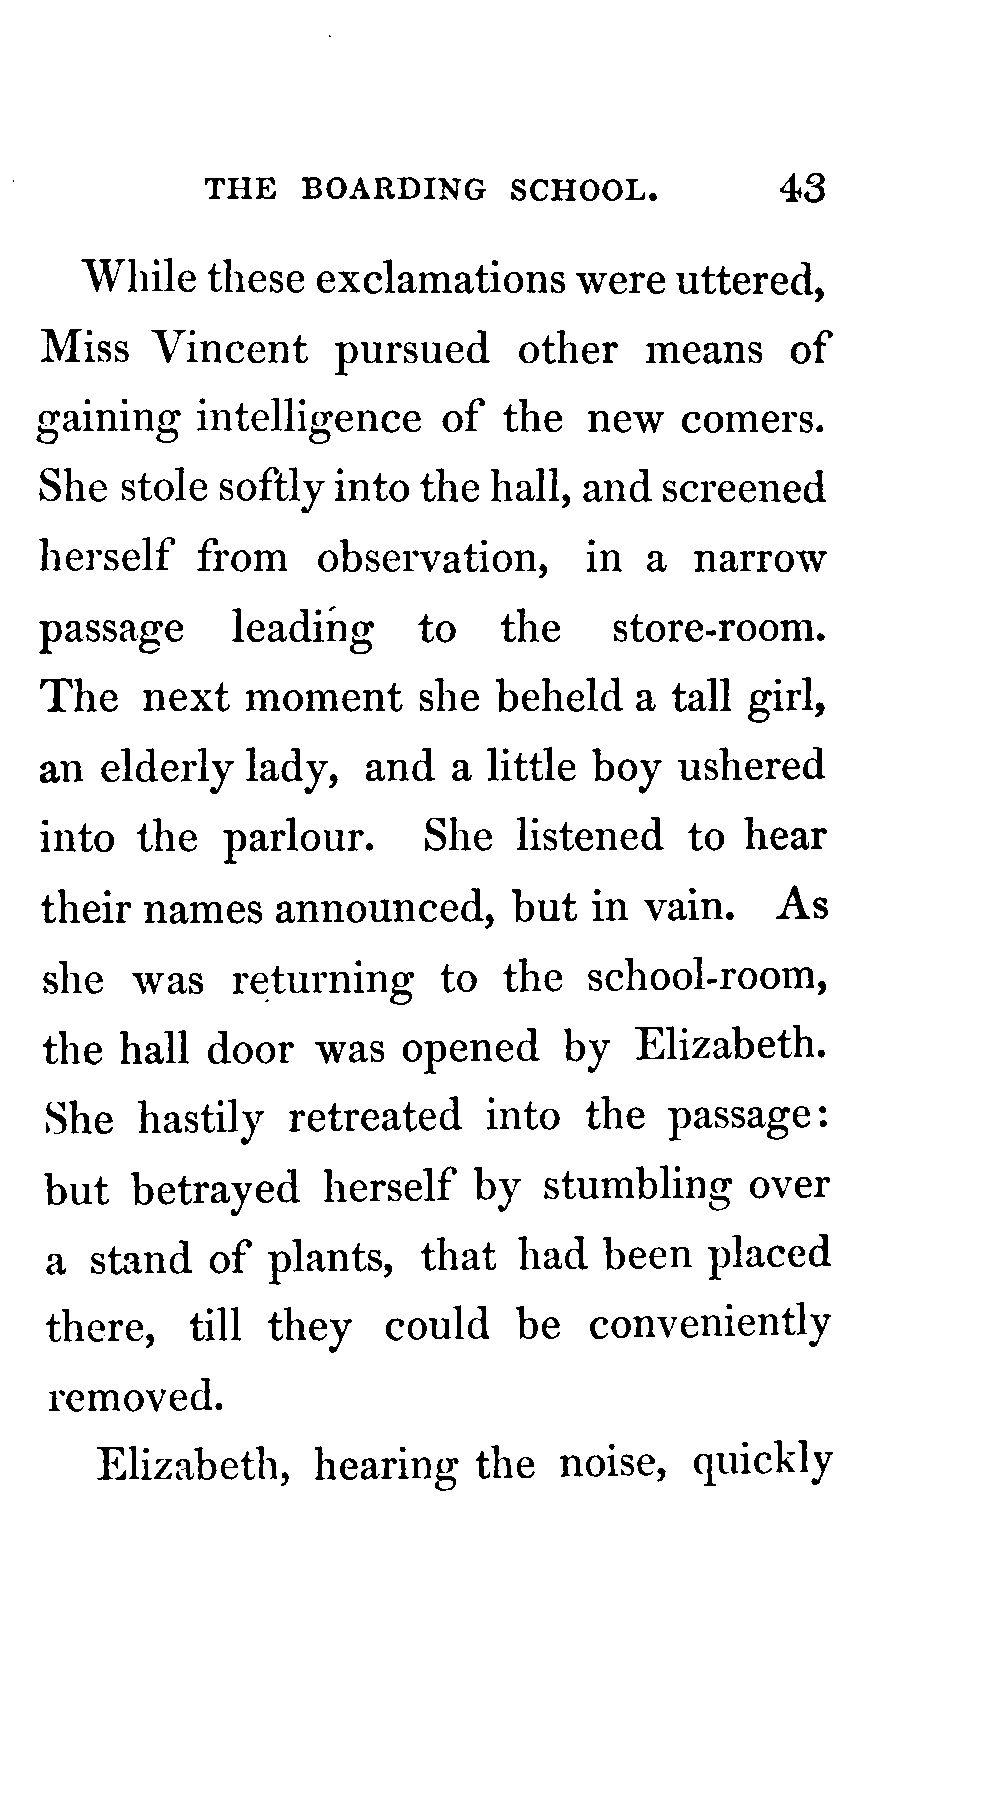 THE BOARDING SCHOOL. 43
While these exclamations were uttered,
Miss Vincent pursued other means of
gaining intelligence of the new comers.
She stole softly into the hall, and screened
herself from observation, in a narrow
passage leading to the store-room.
The next moment she beheld a tall girl,
an elderly lady, and a little boy ushered
into the parlour. She listened to hear
their names announced, but in vain. As
she was returning to the school-room,
the hall door was opened by Elizabeth.
She hastily retreated into the passage:
but betrayed herself by stumbling over
a stand of plants, that had been placed
there, till they could be conveniently
removed.
Elizabeth, hearing the noise, quickly